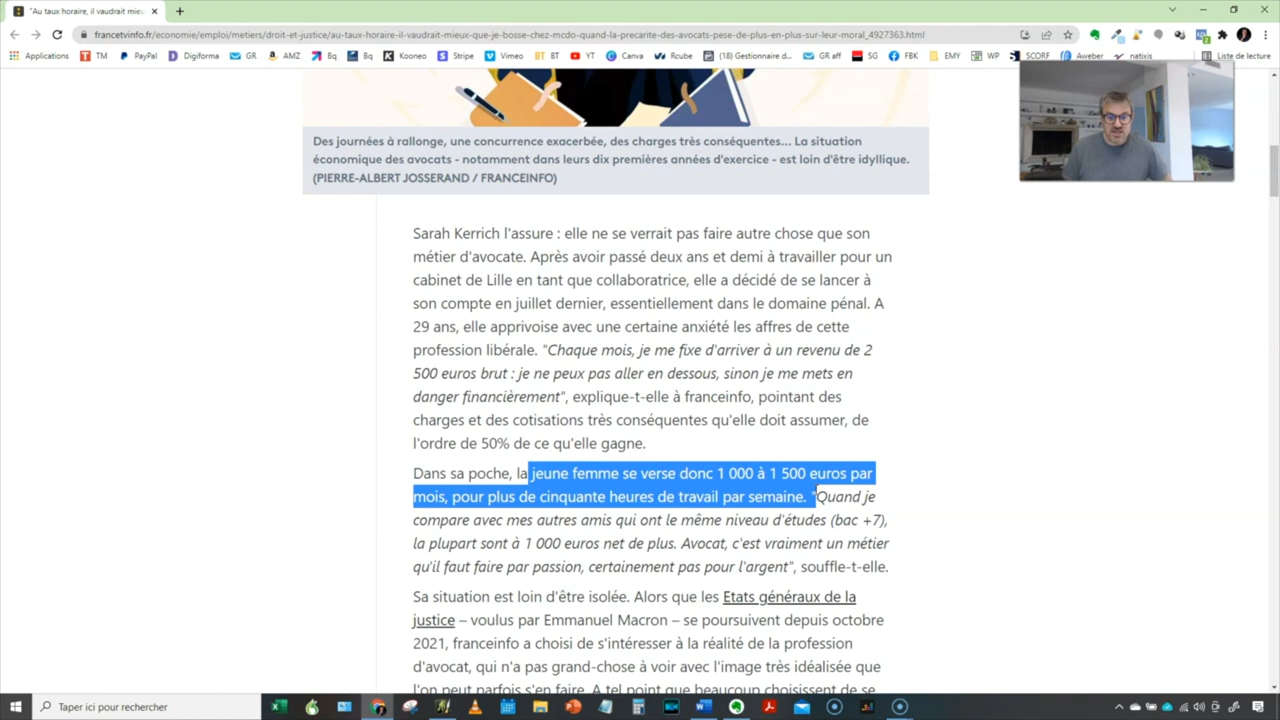 "Au taux horaire, il vaudrait mieu
francetvinfo.fr/economie/emploi/metiers/droit-et-justice/au-taux-horaire-il-vaudrait-mieux-que-je-bosse-chez-mcdo-quand-la-precarite-des-avocats-pese-de-plus-en-plus-sur-leur-moral_4927363.html
Applications TM PayPal Digiforma GR AMZ Bq Bq Kooneo Stripe Vimeo BT YT Canva Rcube (18) Gestionnaire d... GR aff SG FBK EMY WP SCORF Aweber natixis Liste de lecture
Des journées à rallonge, une concurrence exacerbée, des charges très conséquentes... La situation
économique des avocats - notamment dans leurs dix premières années d'exercice - est loin d'être idyllique.
(PIERRE-ALBERT JOSSERAND / FRANCEINFO)
Sarah Kerrich l'assure : elle ne se verrait pas faire autre chose que son
métier d'avocate. Après avoir passé deux ans et demi à travailler pour un
cabinet de Lille en tant que collaboratrice, elle a décidé de se lancer à
son compte en juillet dernier, essentiellement dans le domaine pénal. A
29 ans, elle apprivoise avec une certaine anxiété les affres de cette
profession libérale. "Chaque mois, je me fixe d'arriver à un revenu de 2
500 euros brut : je ne peux pas aller en dessous, sinon je me mets en
danger financièrement", explique-t-elle à franceinfo, pointant des
charges et des cotisations très conséquentes qu'elle doit assumer, de
l'ordre de 50% de ce qu'elle gagne.
Dans sa poche, la jeune femme se verse donc 1 000 à 1 500 euros par
mois, pour plus de cinquante heures de travail par semaine. "Quand je
compare avec mes autres amis qui ont le même niveau d'études (bac +7),
la plupart sont à 1 000 euros net de plus. Avocat, c'est vraiment un métier
qu'il faut faire par passion, certainement pas pour l'argent", souffle-t-elle.
Sa situation est loin d'être isolée. Alors que les Etats généraux de la
justice – voulus par Emmanuel Macron – se poursuivent depuis octobre
2021, franceinfo a choisi de s'intéresser à la réalité de la profession
d'avocat, qui n'a pas grand-chose à voir avec l'image très idéalisée que
l'on peut parfois s'en faire. A tel point que beaucoup choisissent de se
Taper ici pour rechercher